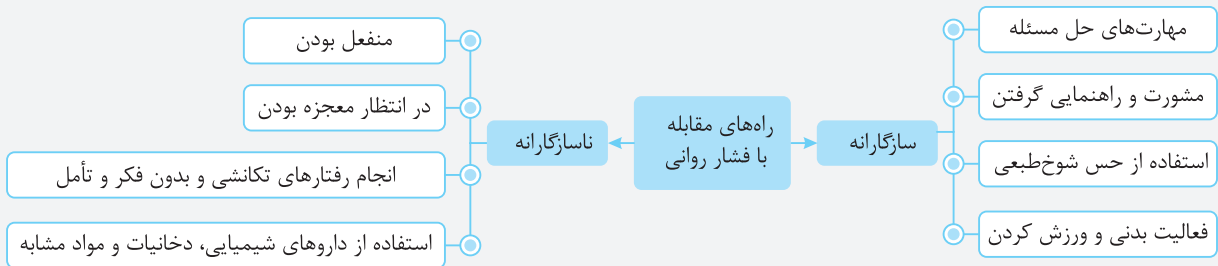 راه‌های مقابله
با فشار روانی
سازگارانه
مهارت‌های حل مسئله
مشورت و راهنمایی گرفتن
استفاده از حس شوخ‌طبعی
فعالیت بدنی و ورزش کردن
ناسازگارانه
منفعل بودن
در انتظار معجزه بودن
انجام رفتارهای تکانشی و بدون فکر و تأمل
استفاده از داروهای شیمیایی، دخانیات و مواد مشابه